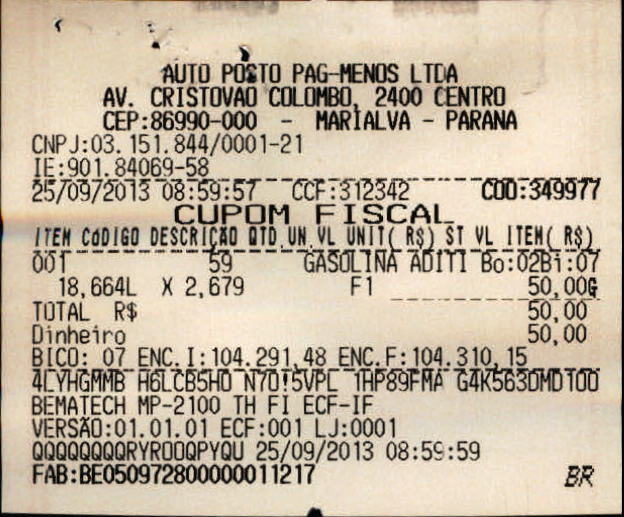 AUTO POSTO PAG-MENOS LTDA
AV. CRISTOVAO COLOMBO, 2400 CENTRO
CEP:86990-000 - MARIALVA - PARANA
CNPJ:03.151.844/0001-21
IE:901.84069-58
25/09/2013 08:59:57 CCF:312342 COO:349977
CUPOM FISCAL
ITEM CÓDIGO DESCRIÇÃO QTD.UN.VL UNIT( R$) ST VL ITEM( R$)
001 59 GASOLINA ADITI Bo:02Bi:07
18,664L X 2,679 F1 50,00G
TOTAL R$ 50,00
Dinheiro 50,00
BICO: 07 ENC.I:104.291,48 ENC.F:104.310,15
4LYHGMMB H6LCB5HD N70!5VPL 1HP89FMA G4K563DMD100
BEMATECH MP-2100 TH FI ECF-IF
VERSÃO:01.01.01 ECF:001 LJ:0001
QQQQQQQQRYRODQPYQU 25/09/2013 08:59:59
FAB:BE050972800000011217 BR